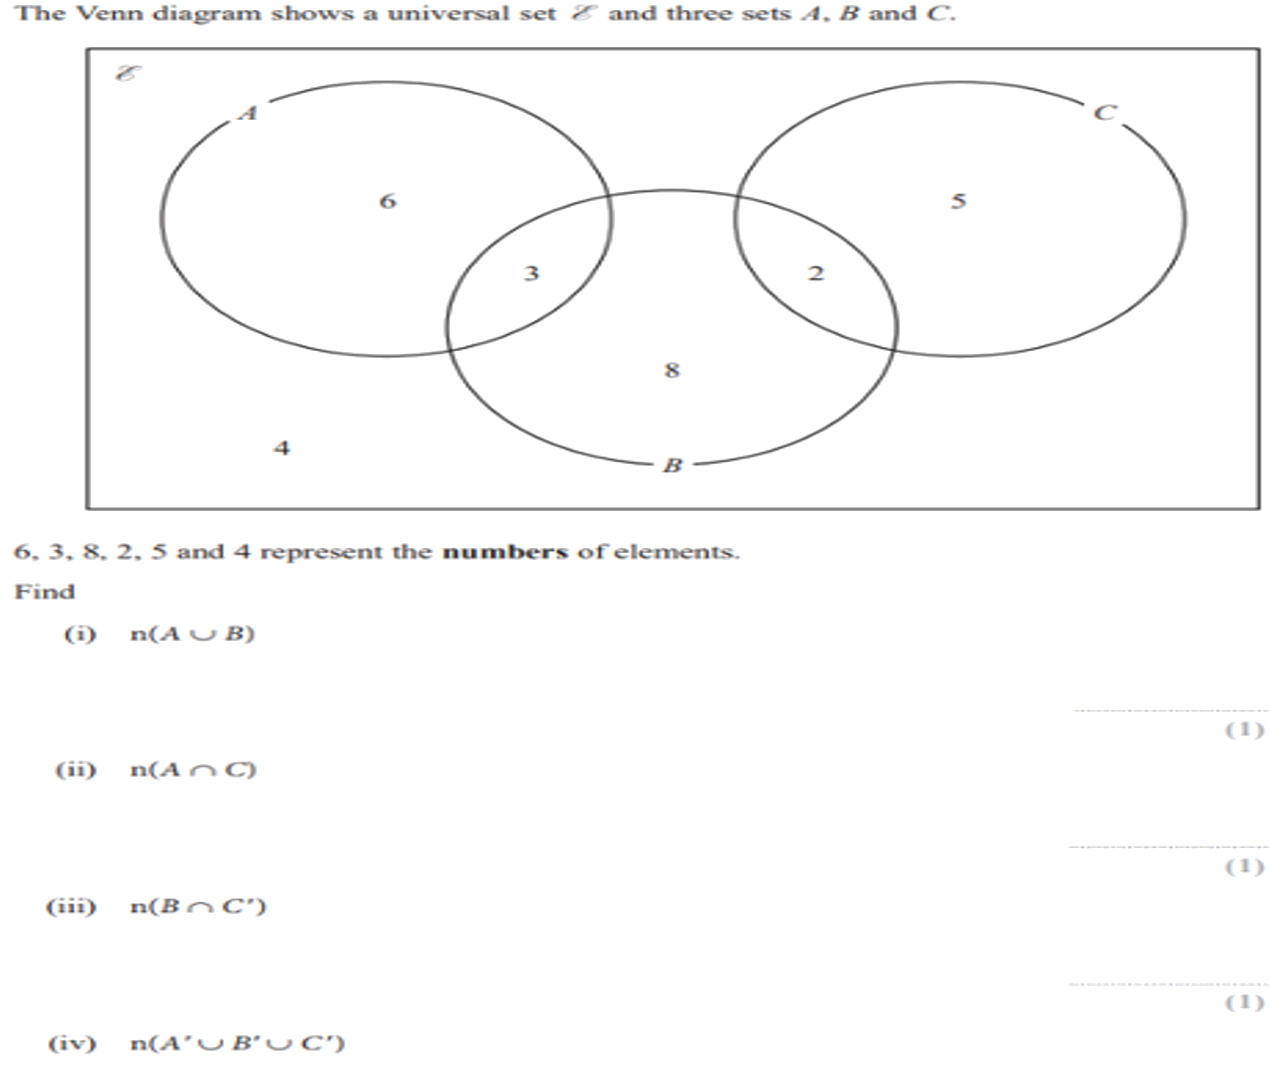 The Venn diagram shows a universal set ℰ and three sets A, B and C.
ℰ
A
C
6
5
3
2
8
4
B
6, 3, 8, 2, 5 and 4 represent the numbers of elements.
Find
(i) n(A ∪ B)
(1)
(ii) n(A ∩ C)
(1)
(iii) n(B ∩ C′)
(1)
(iv) n(A′ ∪ B′ ∪ C′)